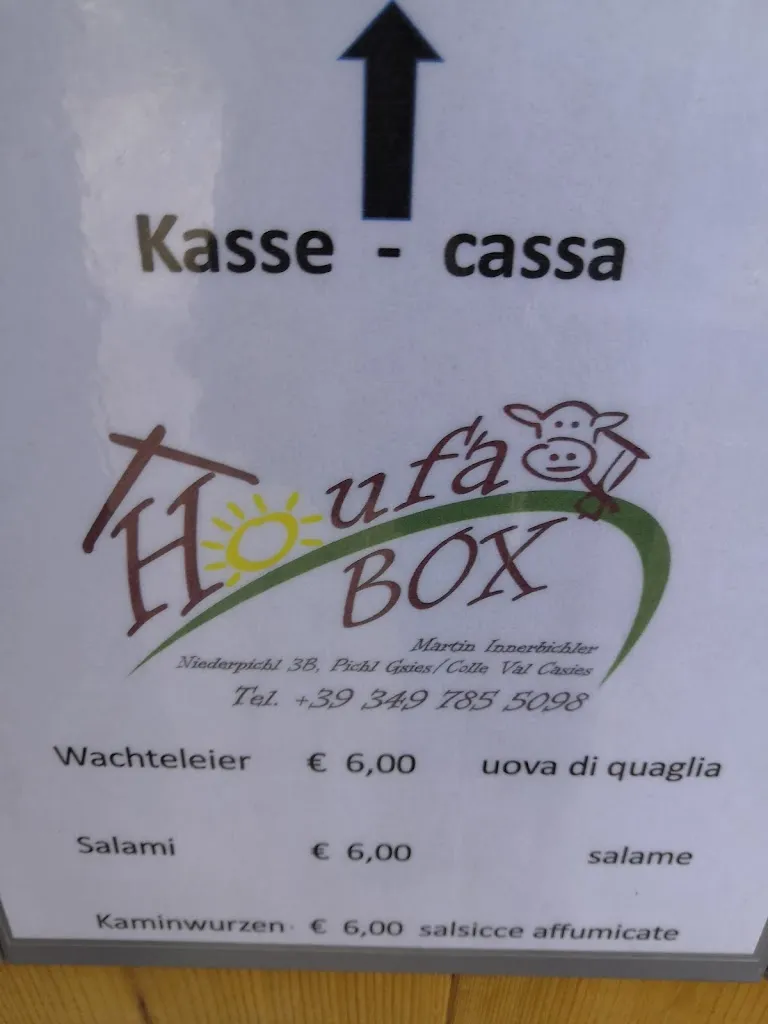 Kasse - cassa
Houfa
BOX
Martin Innerbichler
Niederpichl 3B, Pichl Gsies/Colle Val Casies
Tel. +39 349 785 5098
Wachteleier € 6,00 uova di quaglia
Salami € 6,00 salame
Kaminwurzen € 6,00 salsicce affumicate